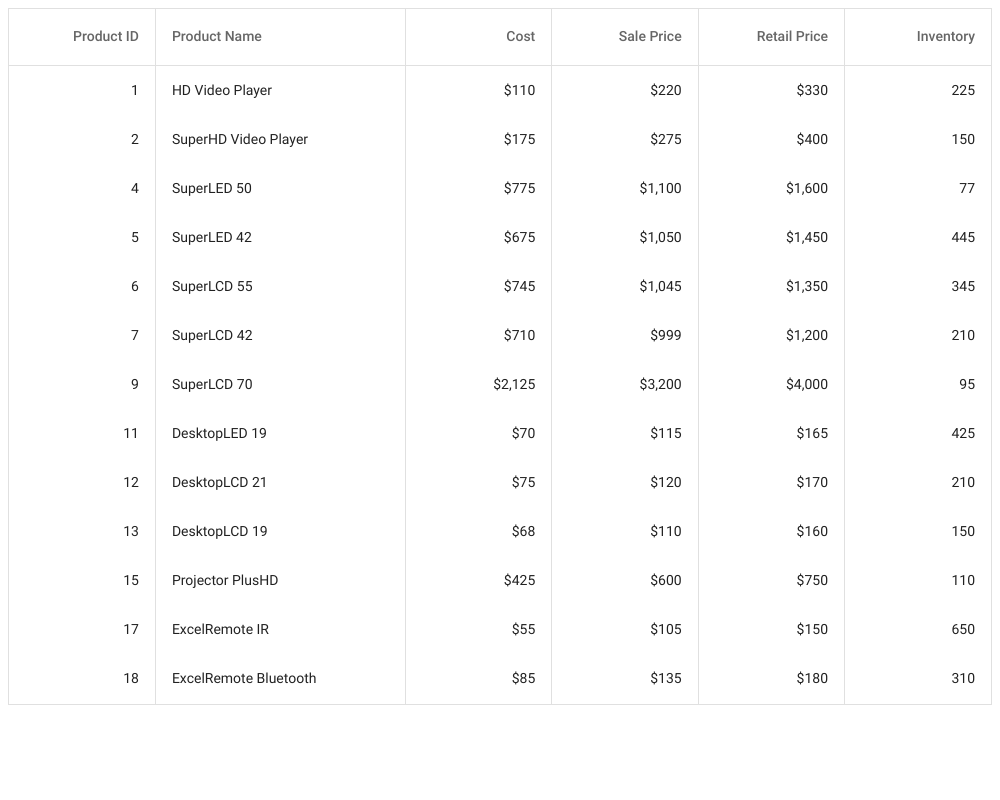 Product ID Product Name Cost Sale Price Retail Price Inventory
1 HD Video Player $110 $220 $330 225
2 SuperHD Video Player $175 $275 $400 150
4 SuperLED 50 $775 $1,100 $1,600 77
5 SuperLED 42 $675 $1,050 $1,450 445
6 SuperLCD 55 $745 $1,045 $1,350 345
7 SuperLCD 42 $710 $999 $1,200 210
9 SuperLCD 70 $2,125 $3,200 $4,000 95
11 DesktopLED 19 $70 $115 $165 425
12 DesktopLCD 21 $75 $120 $170 210
13 DesktopLCD 19 $68 $110 $160 150
15 Projector PlusHD $425 $600 $750 110
17 ExcelRemote IR $55 $105 $150 650
18 ExcelRemote Bluetooth $85 $135 $180 310